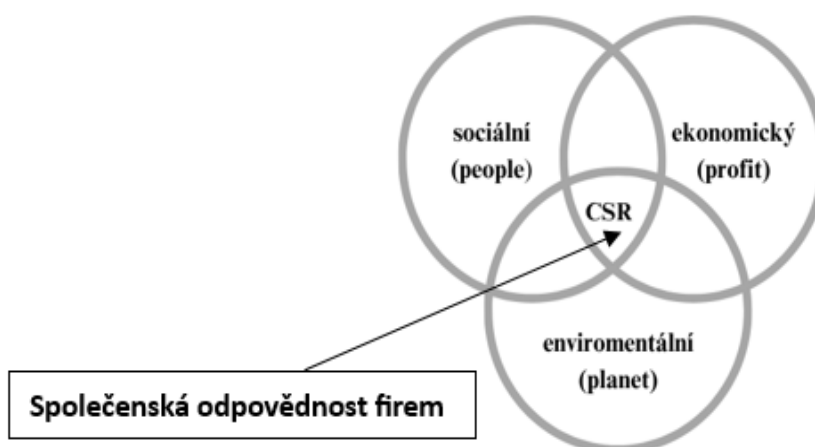 sociální
(people)
ekonomický
(profit)
CSR
enviromentální
(planet)
Společenská odpovědnost firem